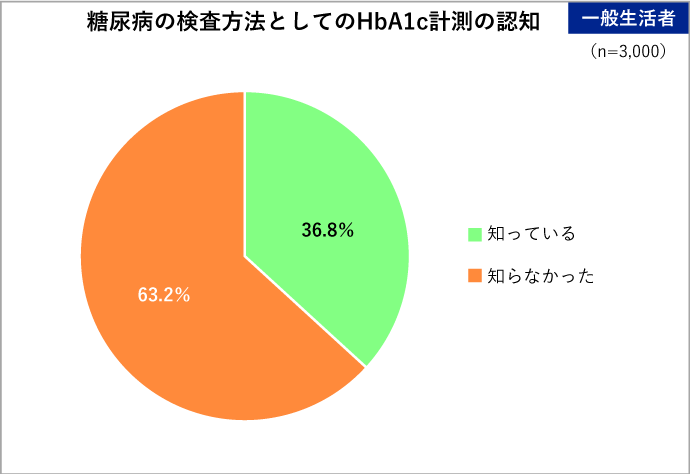 糖尿病の検査方法としてのHbA1c計測の認知
一般生活者
（n=3,000）
36.8%
知っている
知らなかった
63.2%